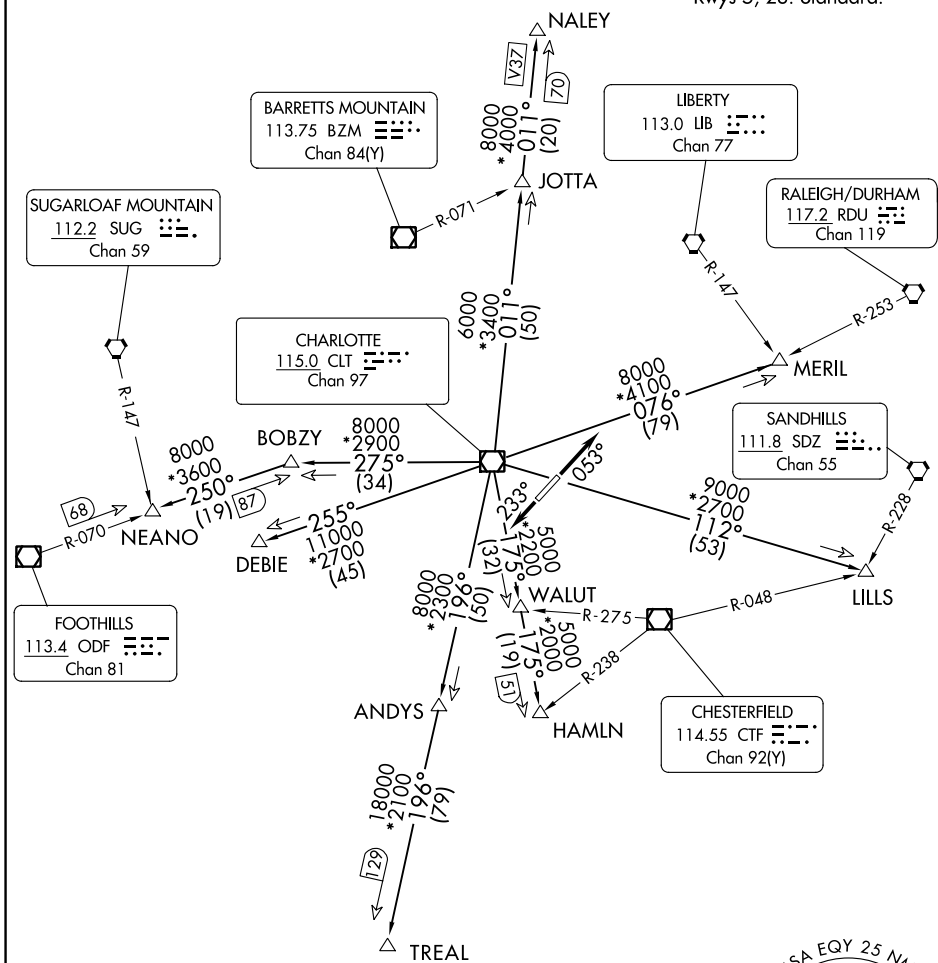 Rwys 5, 23: Standard.
NALEY
V37
70
8000
*4000
011°
(20)
BARRETTS MOUNTAIN
113.75 BZM
Chan 84(Y)
LIBERTY
113.0 LIB
Chan 77
JOTTA
R-071
RALEIGH/DURHAM
117.2 RDU
Chan 119
SUGARLOAF MOUNTAIN
112.2 SUG
Chan 59
R-147
R-253
6000
*3400
011°
(50)
CHARLOTTE
115.0 CLT
Chan 97
MERIL
8000
*4100
076°
(79)
R-147
SANDHILLS
111.8 SDZ
Chan 55
BOBZY
8000
*2900
275°
(34)
8000
*3600
250°
(19)
87
053°
233°
9000
*2700
112°
(53)
R-228
68
R-070
NEANO
255°
11000
*2700
(45)
DEBIE
5000
*2200
175°
(32)
WALUT
R-275
R-048
LILLS
FOOTHILLS
113.4 ODF
Chan 81
8000
*2300
196°
(50)
5000
*2000
175°
(19)
R-238
51
ANDYS
HAMLN
CHESTERFIELD
114.55 CTF
Chan 92(Y)
18000
*2100
196°
(79)
129
TREAL
EQY 25